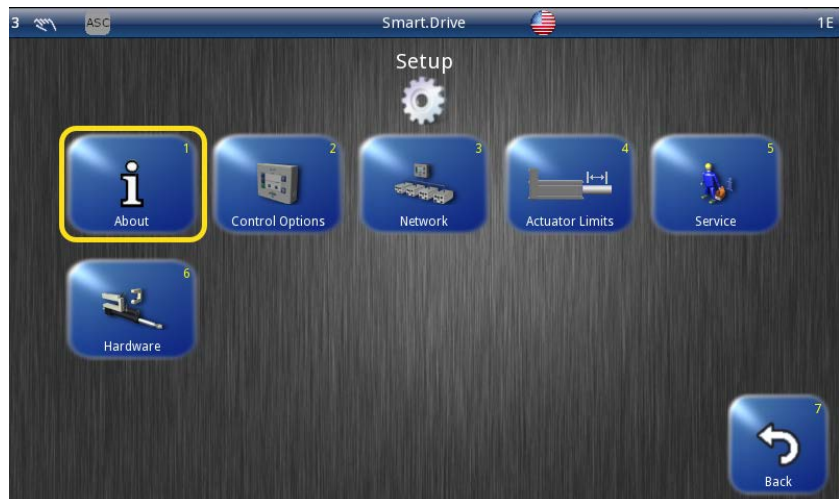 3 ASC Smart.Drive 1E
Setup
1 2 3 4 5
About Control Options Network Actuator Limits Service
6
Hardware
7
Back